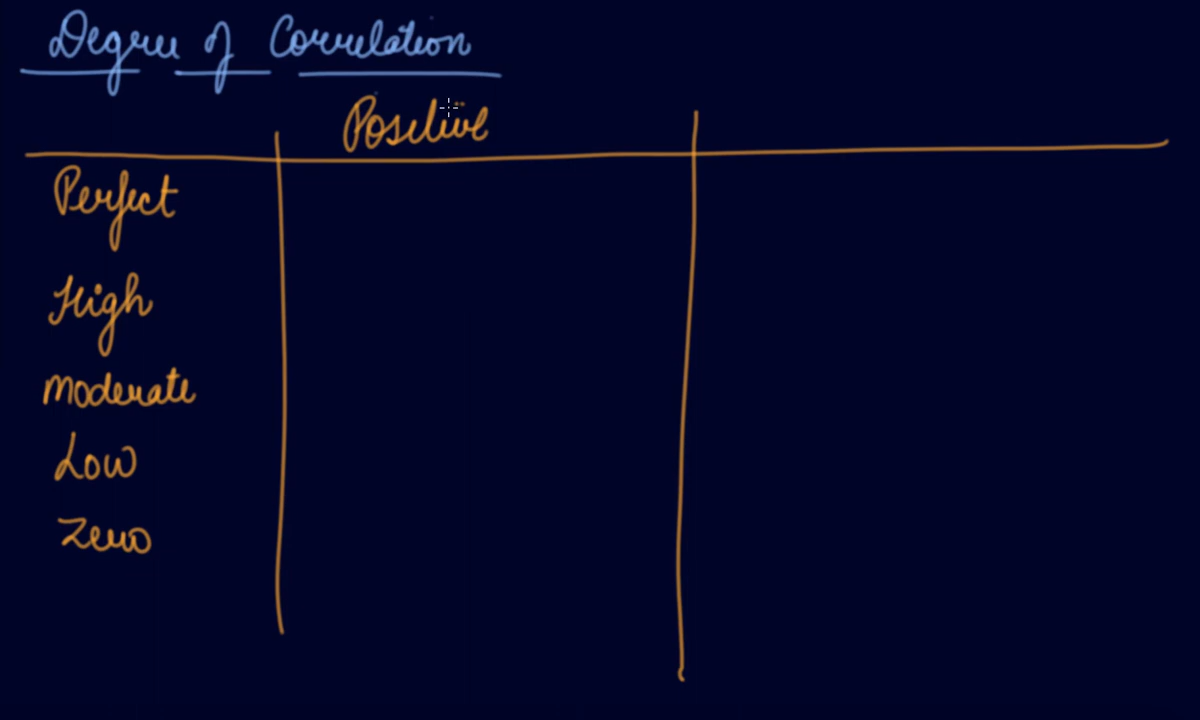 Degree of Correlation
Positive
Perfect
High
Moderate
Low
Zero